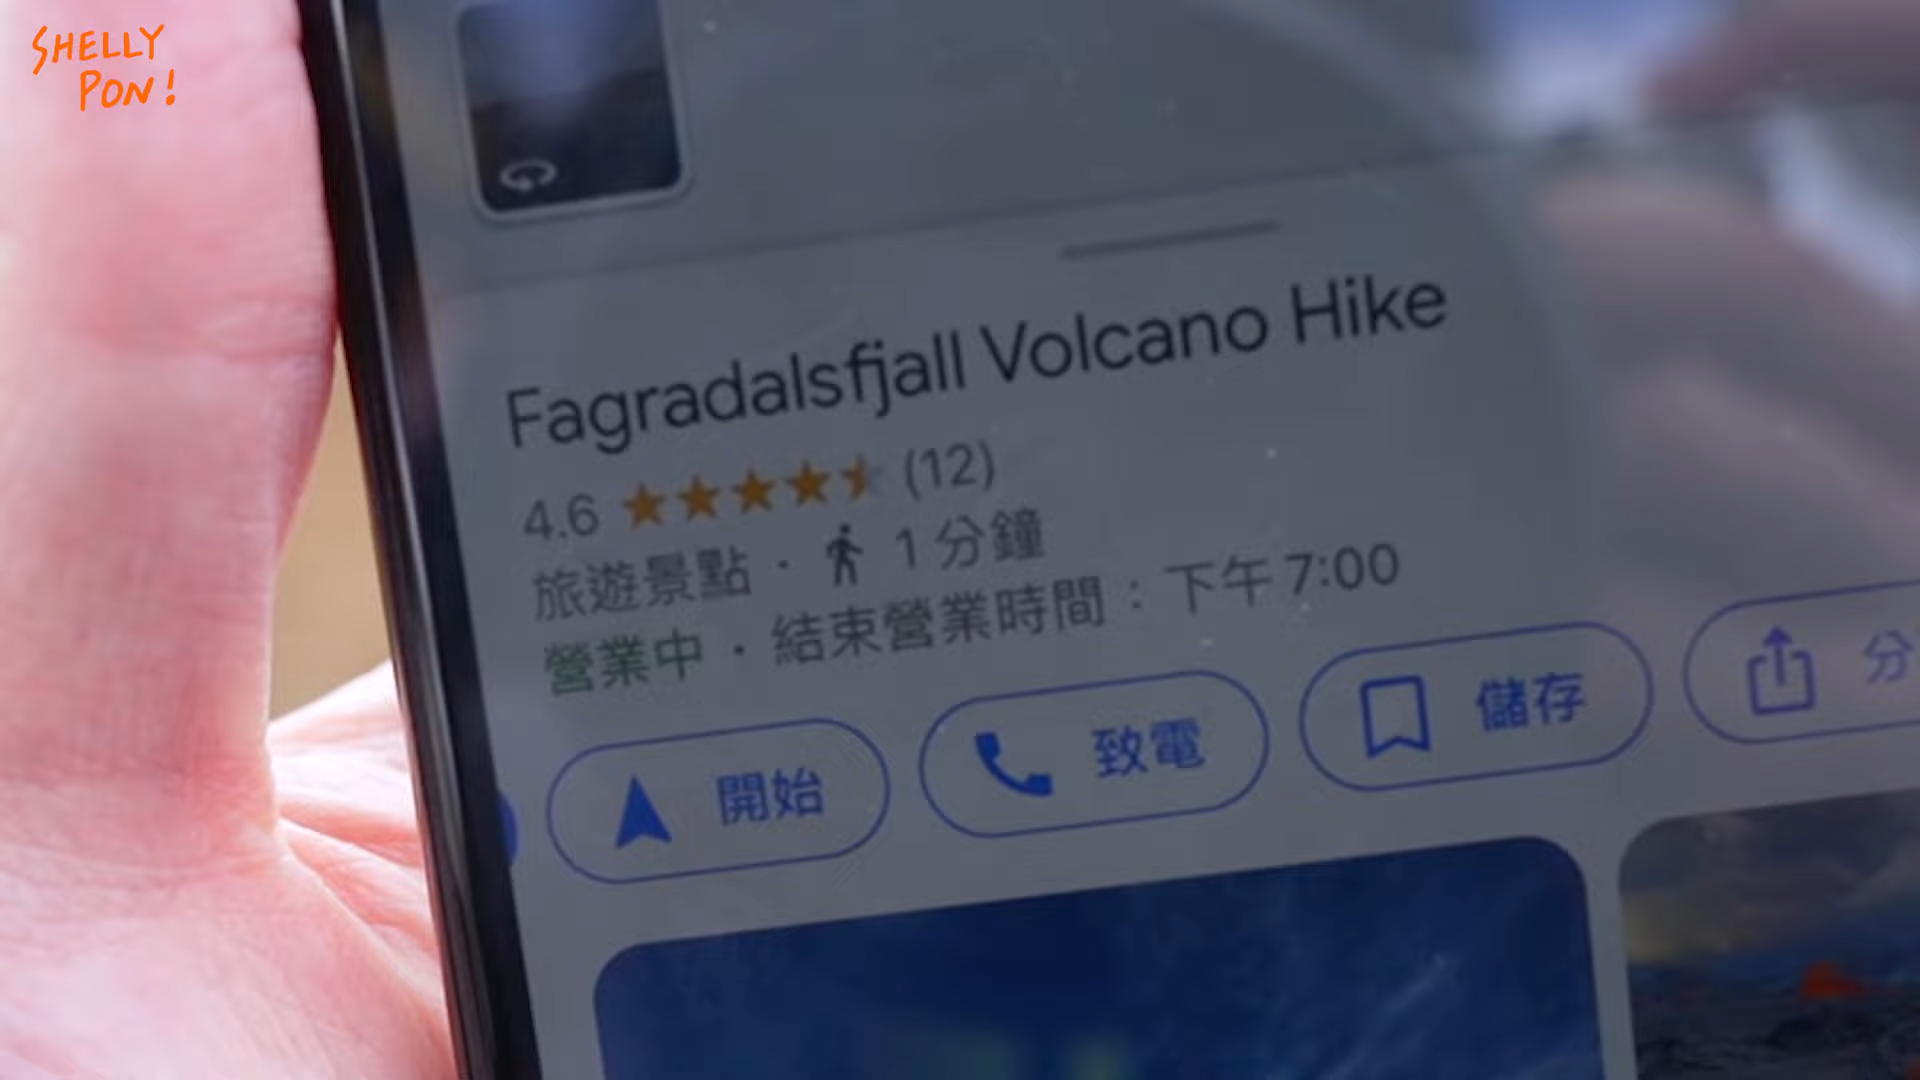 SHELLY
PON!
Fagradalsfjall Volcano Hike
4.6 (12)
旅遊景點 · 1 分鐘
營業中 · 結束營業時間：下午 7:00
開始 致電 儲存 分